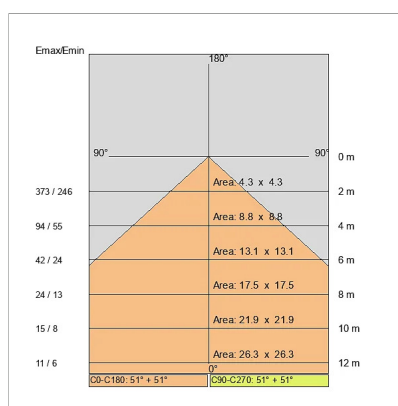 Emax/Emin
180°
90° 90° 0 m
Area: 4.3 x 4.3
373 / 246 2 m
Area: 8.8 x 8.8
94 / 55 4 m
Area: 13.1 x 13.1
42 / 24 6 m
Area: 17.5 x 17.5
24 / 13 8 m
Area: 21.9 x 21.9
15 / 8 10 m
Area: 26.3 x 26.3
11 / 6 12 m
0°
C0-C180: 51° + 51° C90-C270: 51° + 51°